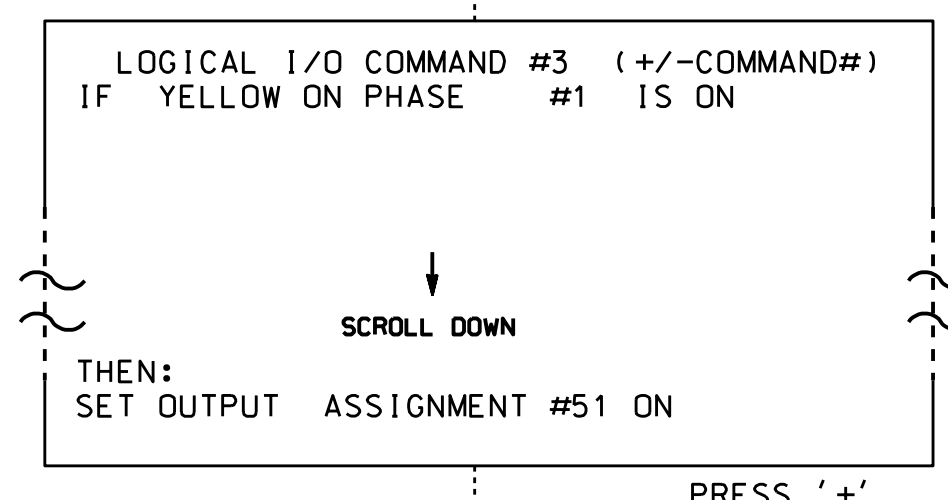 LOGICAL I/O COMMAND #3 (+/-COMMAND#)
IF YELLOW ON PHASE #1 IS ON
SCROLL DOWN
THEN:
SET OUTPUT ASSIGNMENT #51 ON
PRESS '+'